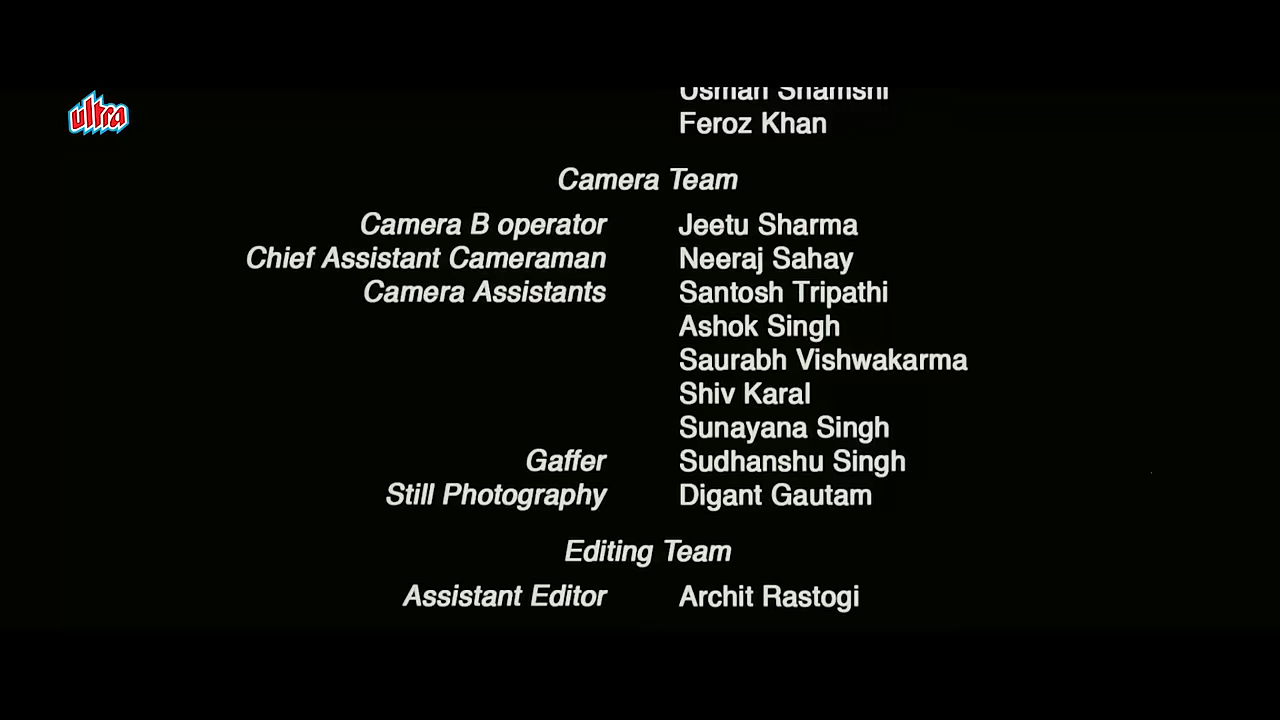 ultra
Usman Shamshi
Feroz Khan
Camera Team
Camera B operator Jeetu Sharma
Chief Assistant Cameraman Neeraj Sahay
Camera Assistants Santosh Tripathi
Ashok Singh
Saurabh Vishwakarma
Shiv Karal
Sunayana Singh
Gaffer Sudhanshu Singh
Still Photography Digant Gautam
Editing Team
Assistant Editor Archit Rastogi